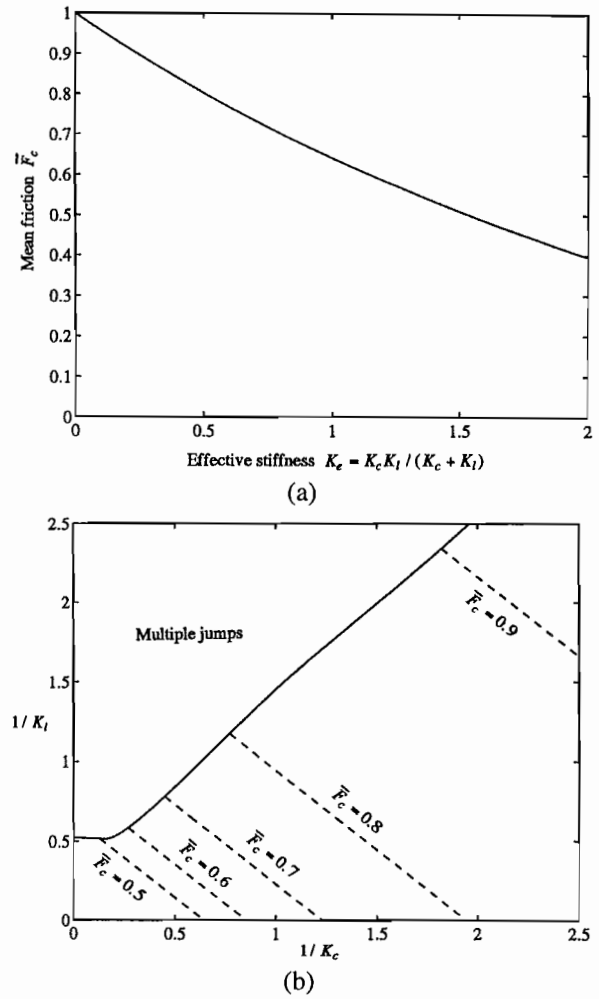 1
0.9
0.8
0.7
0.6
0.5
0.4
0.3
0.2
0.1
0
Mean friction F̄c
0 0.5 1 1.5 2
Effective stiffness Ke = KcKl / (Kc + Kl)
(a)
2.5
2
1.5
1
0.5
0
1 / Kl
Multiple jumps
F̄c = 0.9
F̄c = 0.8
F̄c = 0.7
F̄c = 0.6
F̄c = 0.5
0 0.5 1 1.5 2 2.5
1 / Kc
(b)